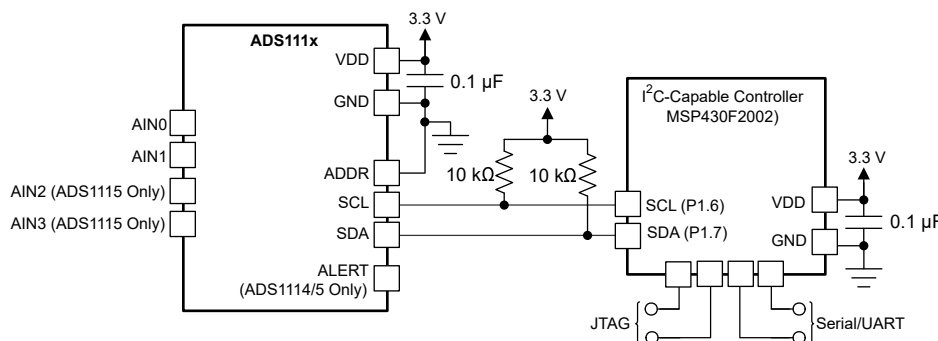 ADS111x
3.3 V
VDD
0.1 µF
GND
AIN0
AIN1
AIN2 (ADS1115 Only)
AIN3 (ADS1115 Only)
ADDR
SCL
SDA
ALERT
(ADS1114/5 Only)
3.3 V
10 kΩ
10 kΩ
I²C-Capable Controller
MSP430F2002)
SCL (P1.6)
SDA (P1.7)
3.3 V
VDD
0.1 µF
GND
JTAG
Serial/UART